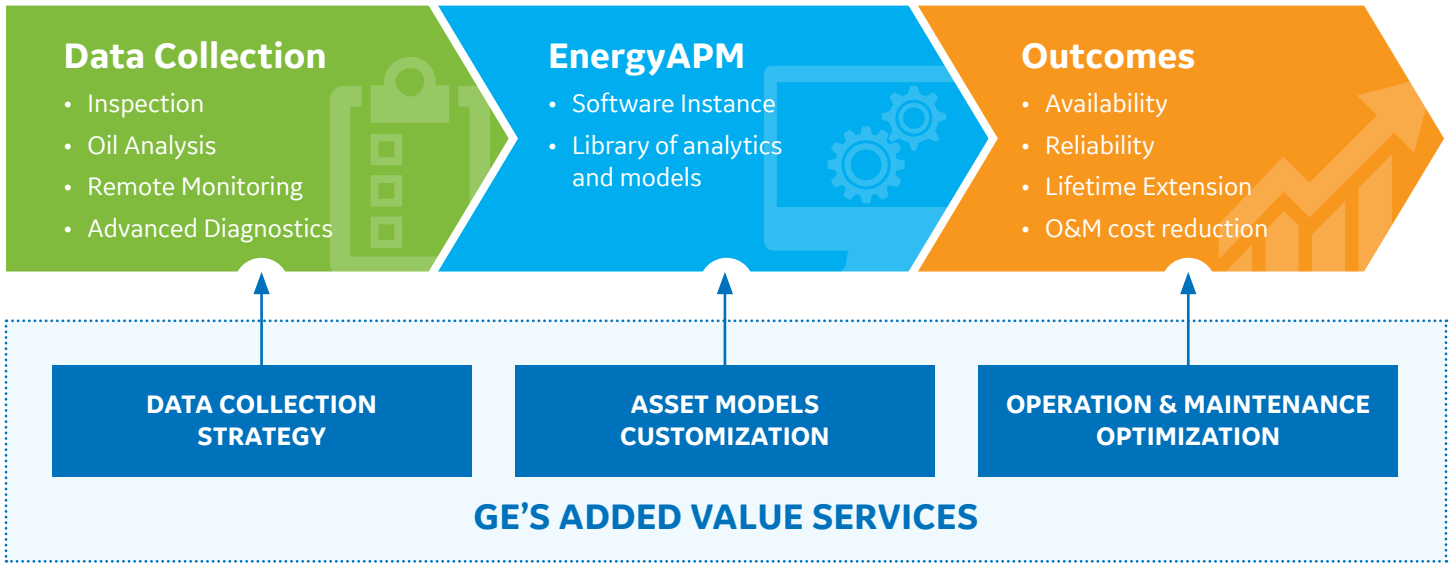 Data Collection
• Inspection
• Oil Analysis
• Remote Monitoring
• Advanced Diagnostics
EnergyAPM
• Software Instance
• Library of analytics
and models
Outcomes
• Availability
• Reliability
• Lifetime Extension
• O&M cost reduction
DATA COLLECTION
STRATEGY
ASSET MODELS
CUSTOMIZATION
OPERATION & MAINTENANCE
OPTIMIZATION
GE’S ADDED VALUE SERVICES